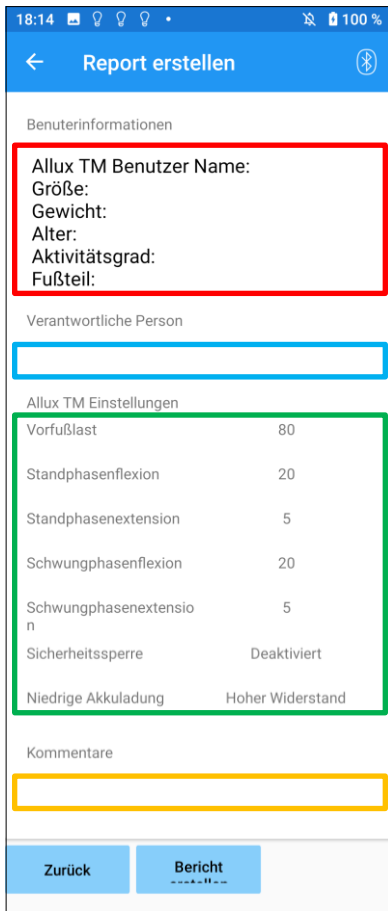 18:14 100 %
Report erstellen
Benuterinformationen
Allux TM Benutzer Name:
Größe:
Gewicht:
Alter:
Aktivitätsgrad:
Fußteil:
Verantwortliche Person
Allux TM Einstellungen
Vorfußlast 80
Standphasenflexion 20
Standphasenextension 5
Schwungphasenflexion 20
Schwungphasenextensio 5
n
Sicherheitssperre Deaktiviert
Niedrige Akkuladung Hoher Widerstand
Kommentare
Zurück Bericht